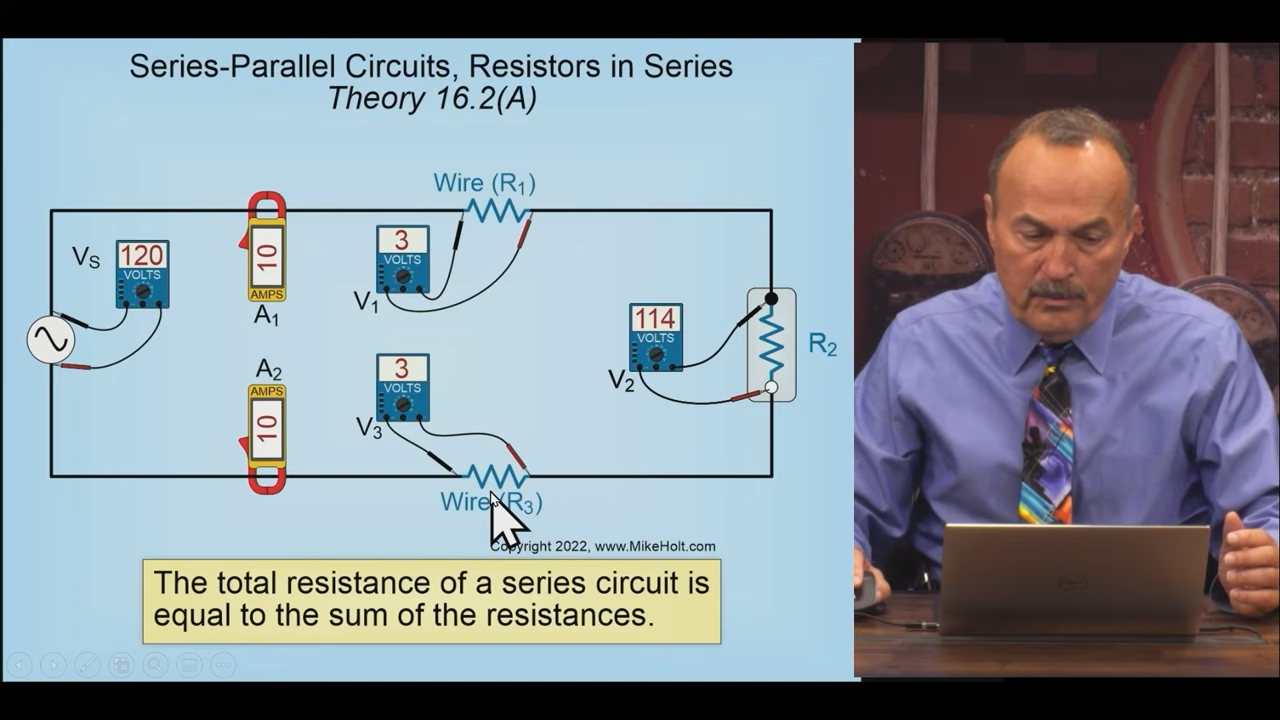 Series-Parallel Circuits, Resistors in Series
Theory 16.2(A)
Wire (R₁)
V_S
120
VOLTS
10
AMPS
A₁
3
VOLTS
V₁
114
VOLTS
V₂
R₂
A₂
AMPS
10
3
VOLTS
V₃
Wire (R₃)
Copyright 2022, www.MikeHolt.com
The total resistance of a series circuit is
equal to the sum of the resistances.